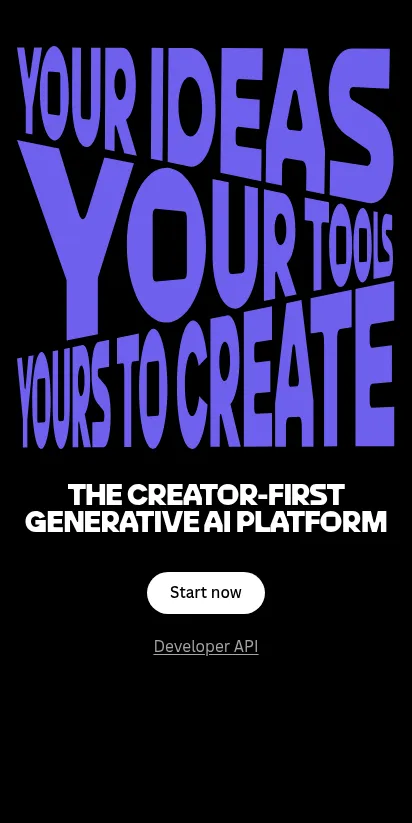 YOUR IDEAS
YOUR TOOLS
YOURS TO CREATE
THE CREATOR-FIRST
GENERATIVE AI PLATFORM
Start now
Developer API